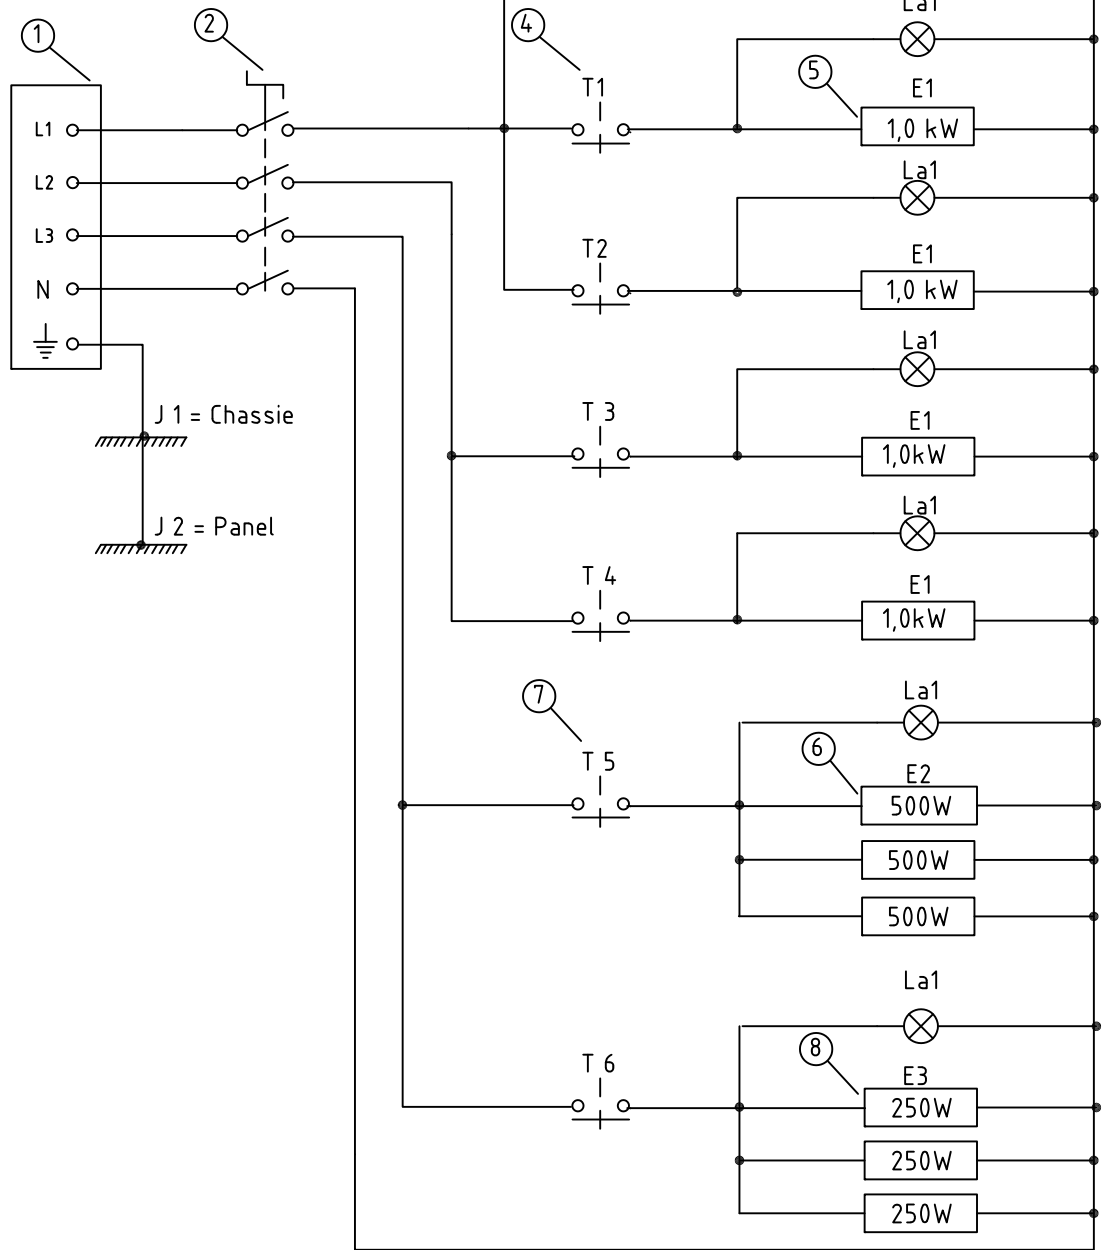 La1
1
2
4
T1
5
E1
1,0 kW
L1
L2
L3
N
La1
T2
E1
1,0 kW
La1
J 1 = Chassie
T 3
E1
1,0kW
La1
J 2 = Panel
T 4
E1
1,0kW
La1
7
6
T 5
E2
500W
500W
500W
La1
8
T 6
E3
250W
250W
250W